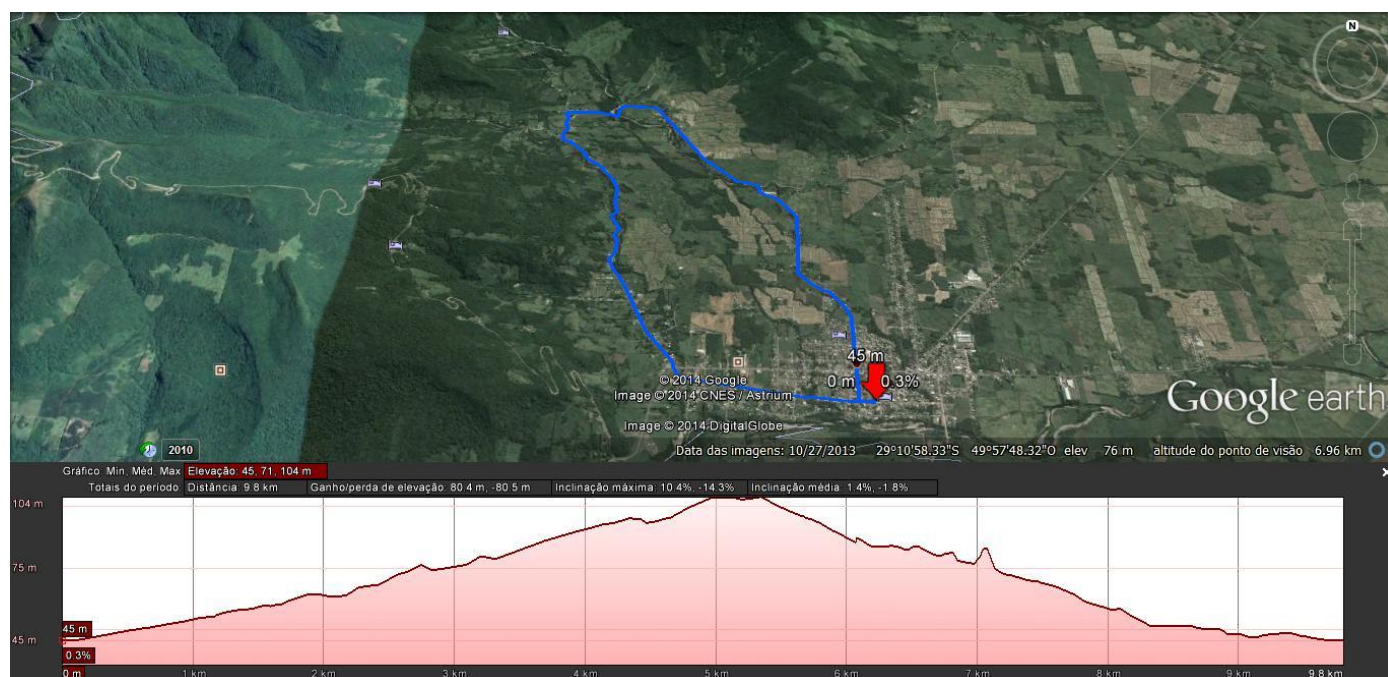 N
45 m
0 m 0.3%
© 2014 Google
Image © 2014 CNES / Astrium
Image © 2014 DigitalGlobe
Google earth
2010
Data das imagens: 10/27/2013 29°10'58.33"S 49°57'48.32"O elev 76 m altitude do ponto de visão 6.96 km
Gráfico: Mín, Méd, Máx Elevação: 45, 71, 104 m
Totais do período: Distância: 9.8 km Ganho/perda de elevação: 80.4 m, -80.5 m Inclinação máxima: 10.4%, -14.3% Inclinação média: 1.4%, -1.8%
104 m
75 m
45 m
45 m
0.3%
0 m 1 km 2 km 3 km 4 km 5 km 6 km 7 km 8 km 9 km 9.8 km